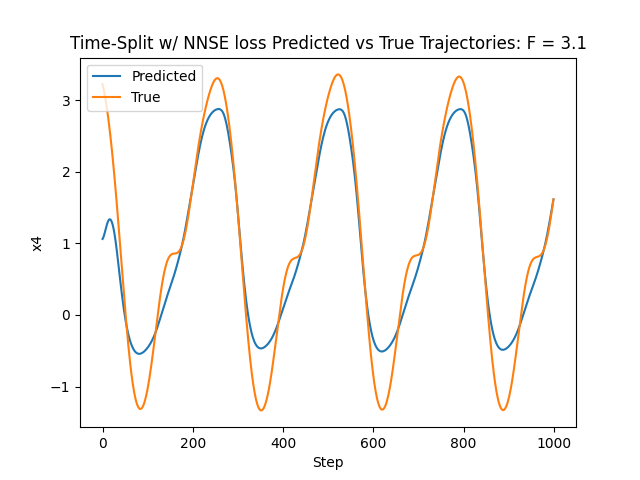 Time-Split w/ NNSE loss Predicted vs True Trajectories: F = 3.1
Predicted
True
3
2
1
0
−1
x4
0 200 400 600 800 1000
Step